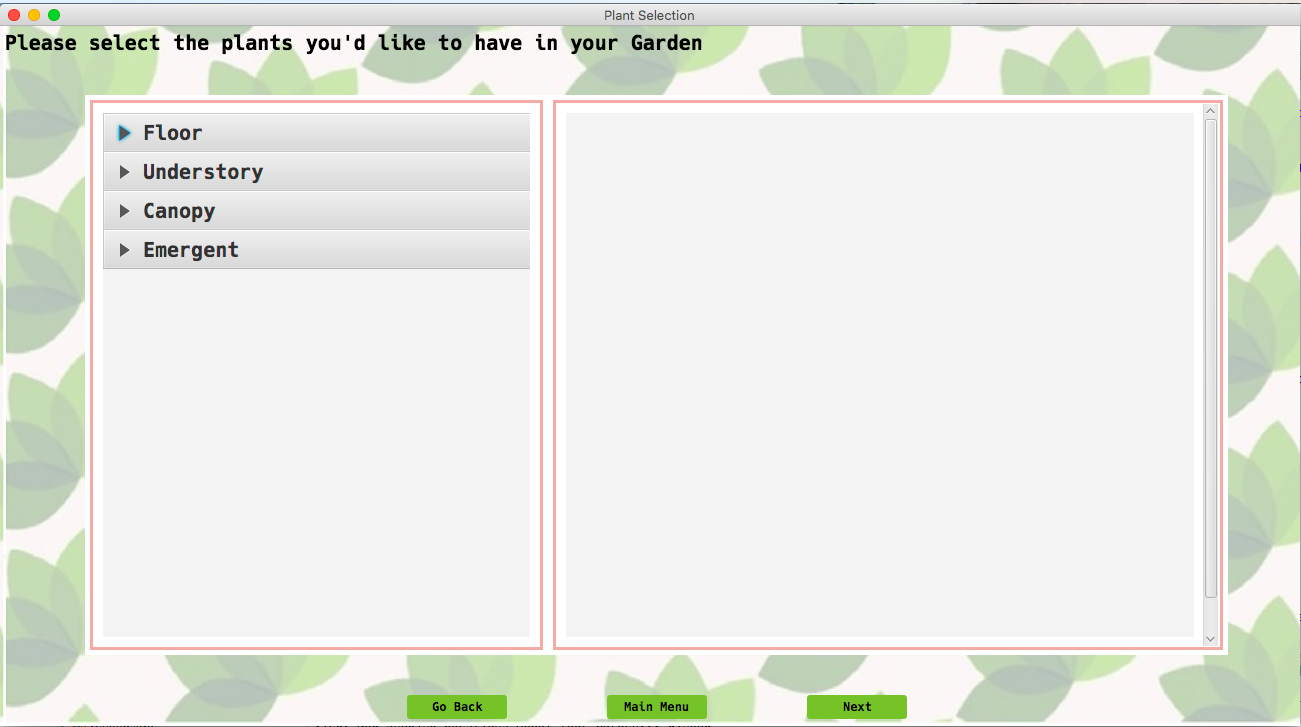 Plant Selection
Please select the plants you'd like to have in your Garden
Floor
Understory
Canopy
Emergent
Go Back
Main Menu
Next